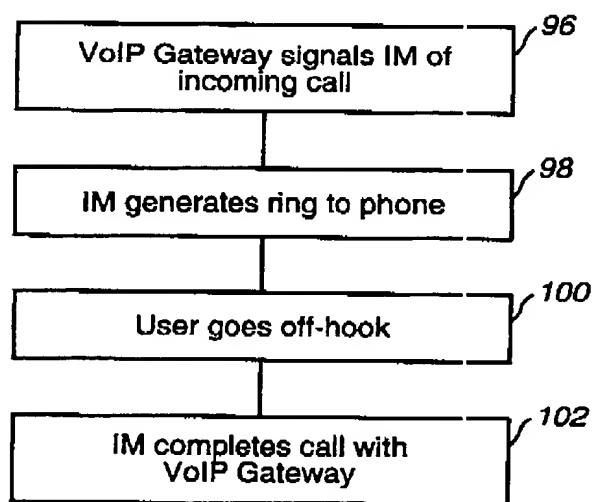 96
VoIP Gateway signals IM of
incoming call
98
IM generates ring to phone
100
User goes off-hook
102
IM completes call with
VoIP Gateway